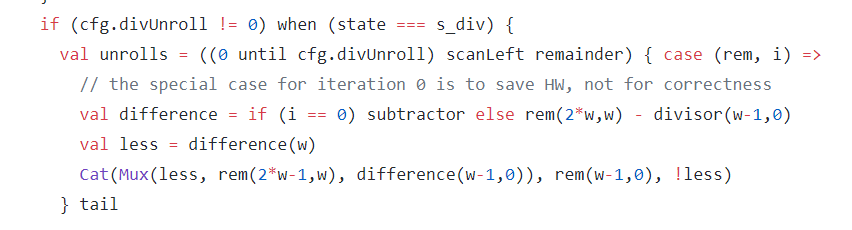 if (cfg.divUnroll != 0) when (state === s_div) {
val unrolls = ((0 until cfg.divUnroll) scanLeft remainder) { case (rem, i) =>
// the special case for iteration 0 is to save HW, not for correctness
val difference = if (i == 0) subtractor else rem(2*w,w) - divisor(w-1,0)
val less = difference(w)
Cat(Mux(less, rem(2*w-1,w), difference(w-1,0)), rem(w-1,0), !less)
} tail